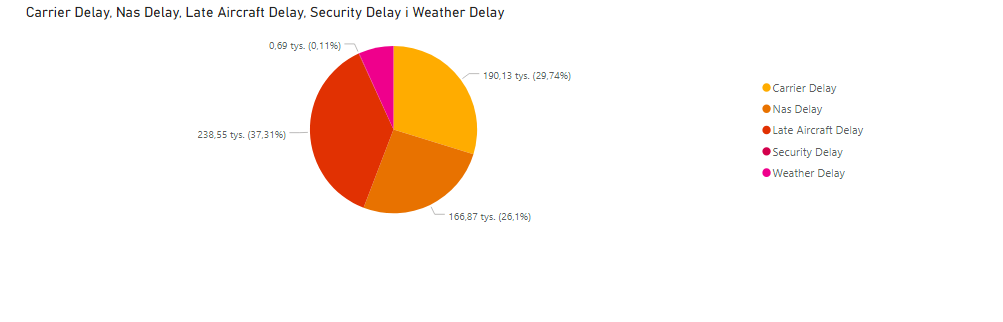 Carrier Delay, Nas Delay, Late Aircraft Delay, Security Delay i Weather Delay
0,69 tys. (0,11%)
190,13 tys. (29,74%)
238,55 tys. (37,31%)
166,87 tys. (26,1%)
Carrier Delay
Nas Delay
Late Aircraft Delay
Security Delay
Weather Delay